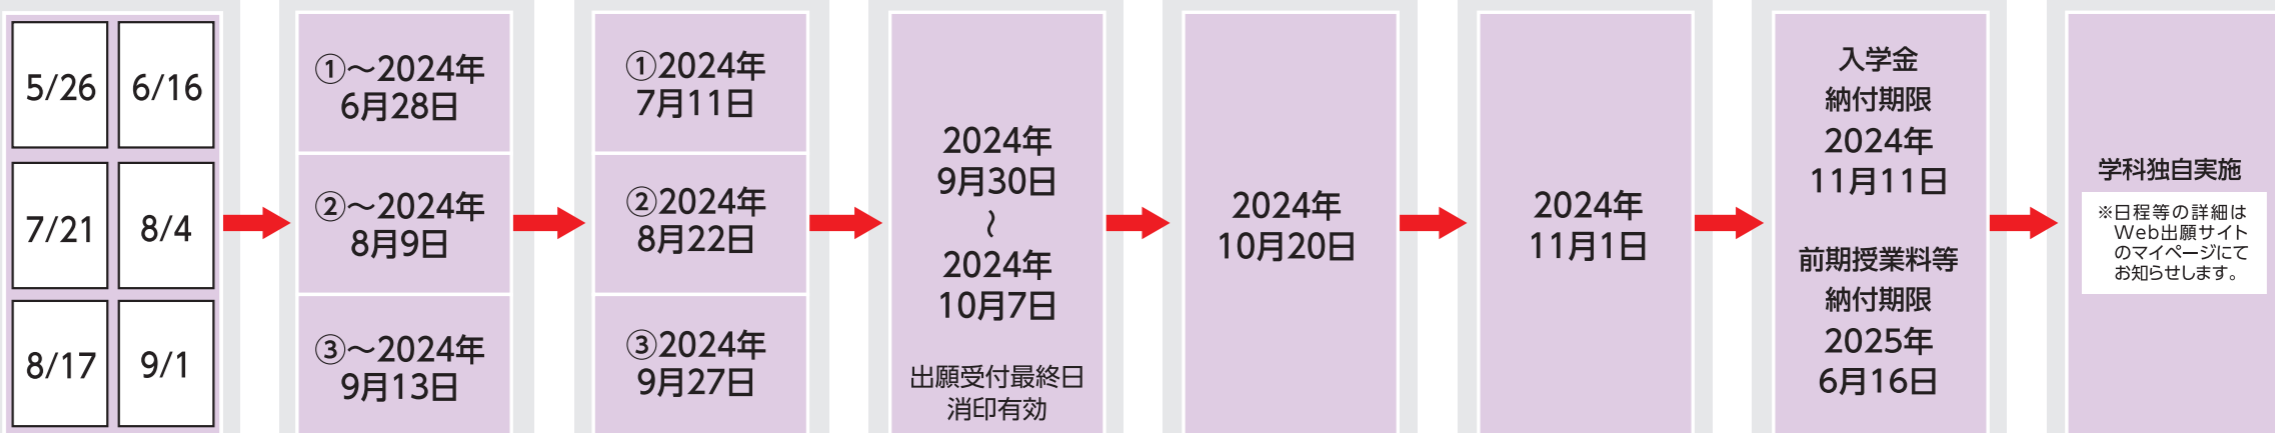 5/26 6/16
7/21 8/4
8/17 9/1
①～2024年
6月28日
②～2024年
8月9日
③～2024年
9月13日
①2024年
7月11日
②2024年
8月22日
③2024年
9月27日
2024年
9月30日
～
2024年
10月7日
出願受付最終日
消印有効
2024年
10月20日
2024年
11月1日
入学金
納付期限
2024年
11月11日
前期授業料等
納付期限
2025年
6月16日
学科独自実施
※日程等の詳細は
Web出願サイト
のマイページにて
お知らせします。